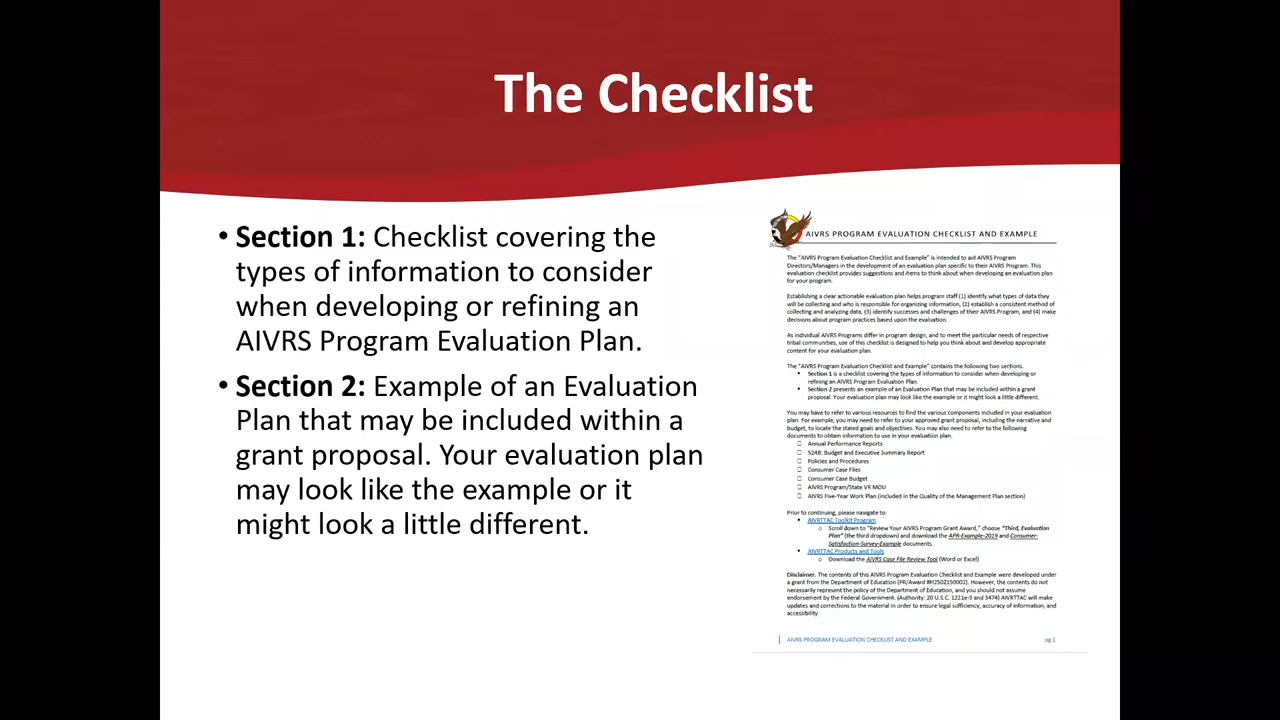 The Checklist
• Section 1: Checklist covering the
types of information to consider
when developing or refining an
AIVRS Program Evaluation Plan.
• Section 2: Example of an Evaluation
Plan that may be included within a
grant proposal. Your evaluation plan
may look like the example or it
might look a little different.
AIVRS PROGRAM EVALUATION CHECKLIST AND EXAMPLE
The "AIVRS Program Evaluation Checklist and Example" is intended to aid AIVRS Program
Directors/Managers in the development of an evaluation plan specific to their AIVRS Program. This
evaluation checklist provides suggestions and items to think about when developing an evaluation plan
for your program.
Establishing a clear actionable evaluation plan helps program staff (1) identify what types of data they
will be collecting and who is responsible for organizing information, (2) establish a consistent method of
collecting and analyzing data, (3) identify successes and challenges of their AIVRS Program, and (4) make
decisions about program practices based upon the evaluation.
As individual AIVRS Programs differ in program design, and to meet the particular needs of respective
tribal communities, use of this checklist is designed to help you think about and develop appropriate
content for your evaluation plan.
The "AIVRS Program Evaluation Checklist and Example" contains the following two sections.
• Section 1 is a checklist covering the types of information to consider when developing or
refining an AIVRS Program Evaluation Plan.
• Section 2 presents an example of an Evaluation Plan that may be included within a grant
proposal. Your evaluation plan may look like the example or it might look a little different.
You may have to refer to various resources to find the various components included in your evaluation
plan. For example, you may need to refer to your approved grant proposal, including the narrative and
budget, to locate the stated goals and objectives. You may also need to refer to the following
documents to obtain information to use in your evaluation plan.
☐ Annual Performance Reports
☐ 524B: Budget and Executive Summary Report
☐ Policies and Procedures
☐ Consumer Case Files
☐ Consumer Case Budget
☐ AIVRS Program/State VR MOU
☐ AIVRS Five-Year Work Plan (included in the Quality of the Management Plan section)
Prior to continuing, please navigate to:
• AIVRTTAC Toolkit Program
○ Scroll down to "Review Your AIVRS Program Grant Award," choose "Third, Evaluation
Plan" (the third dropdown) and download the APR-Example-2019 and Consumer-
Satisfaction-Survey-Example documents.
• AIVRTTAC Products and Tools
○ Download the AIVRS Case File Review Tool (Word or Excel)
Disclaimer. The contents of this AIVRS Program Evaluation Checklist and Example were developed under
a grant from the Department of Education (PR/Award #H250Z150001). However, the contents do not
necessarily represent the policy of the Department of Education, and you should not assume
endorsement by the Federal Government. (Authority: 20 U.S.C. 1221e-3 and 3474) AIVRTTAC will make
updates and corrections to the material in order to ensure legal sufficiency, accuracy of information, and
accessibility.
AIVRS PROGRAM EVALUATION CHECKLIST AND EXAMPLE pg 1